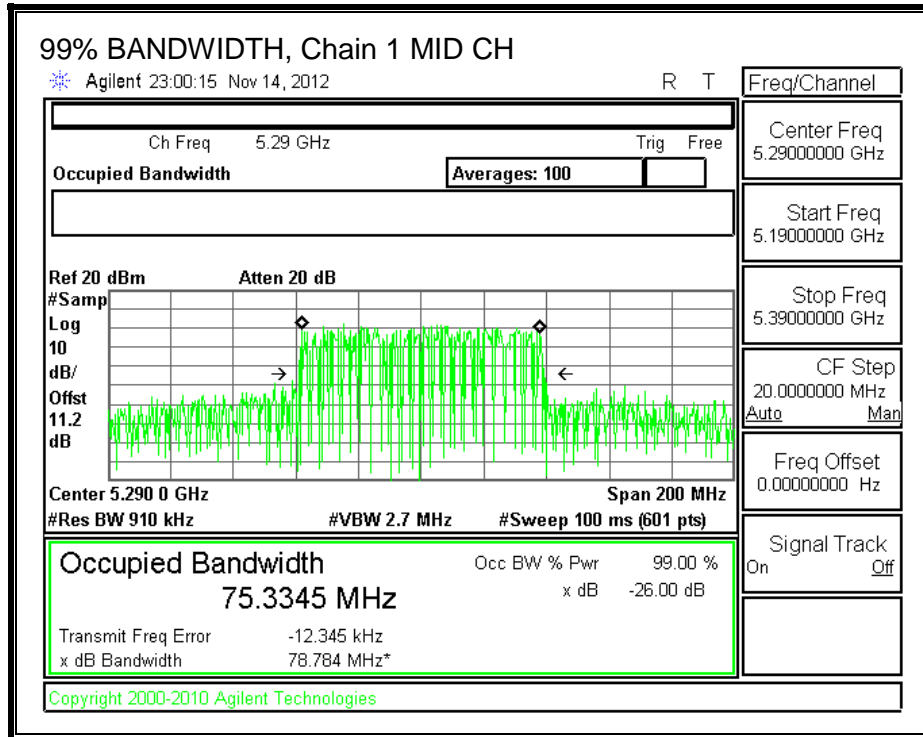 99% BANDWIDTH, Chain 1 MID CH
Agilent 23:00:15 Nov 14, 2012 R T
Freq/Channel
Ch Freq 5.29 GHz Trig Free
Occupied Bandwidth Averages: 100
Center Freq
5.29000000 GHz
Start Freq
5.19000000 GHz
Stop Freq
5.39000000 GHz
CF Step
20.0000000 MHz
Auto Man
Freq Offset
0.00000000 Hz
Signal Track
On Off
Ref 20 dBm Atten 20 dB
#Samp
Log
10
dB/
Offst
11.2
dB
Center 5.290 0 GHz Span 200 MHz
#Res BW 910 kHz #VBW 2.7 MHz #Sweep 100 ms (601 pts)
Occupied Bandwidth Occ BW % Pwr 99.00 %
75.3345 MHz x dB -26.00 dB
Transmit Freq Error -12.345 kHz
x dB Bandwidth 78.784 MHz*
Copyright 2000-2010 Agilent Technologies